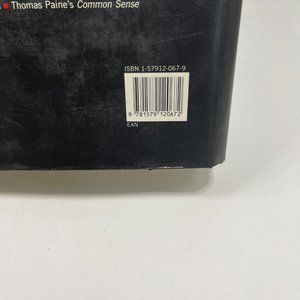 • Thomas Paine's Common Sense
ISBN 1-57912-067-9
9 781579 120672
EAN